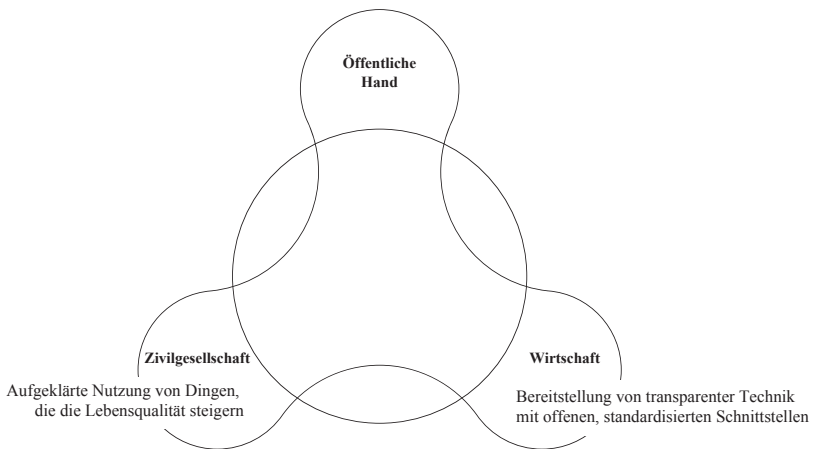 Öffentliche
Hand
Zivilgesellschaft
Aufgeklärte Nutzung von Dingen,
die die Lebensqualität steigern
Wirtschaft
Bereitstellung von transparenter Technik
mit offenen, standardisierten Schnittstellen